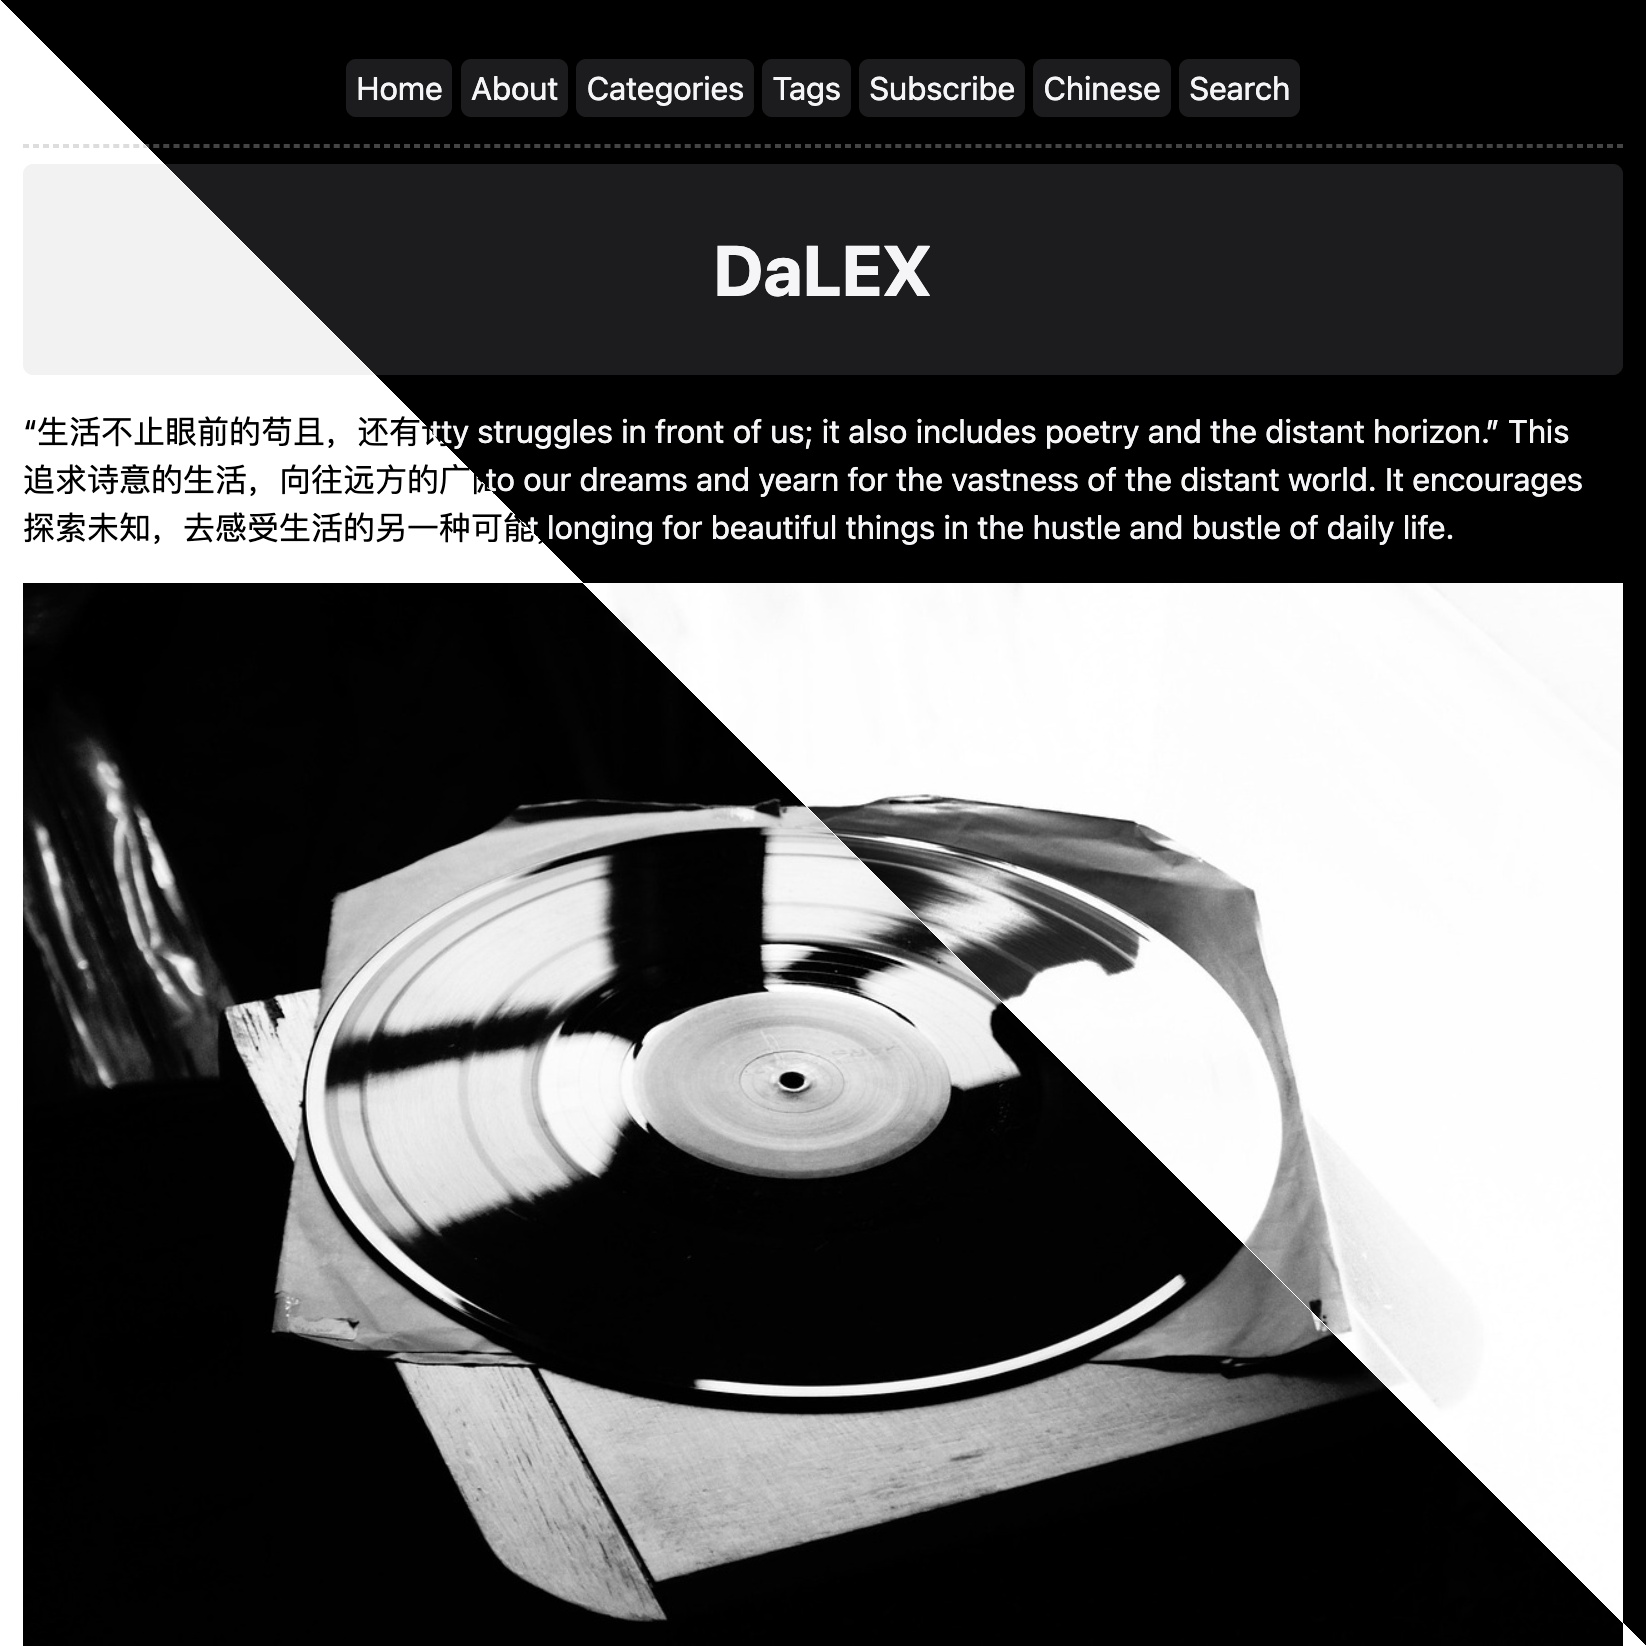 Home About Categories Tags Subscribe Chinese Search
DaLEX
“生活不止眼前的苟且，还有 struggles in front of us; it also includes poetry and the distant horizon.” This
追求诗意的生活，向往远方的广 to our dreams and yearn for the vastness of the distant world. It encourages
探索未知，去感受生活的另一种可能 longing for beautiful things in the hustle and bustle of daily life.